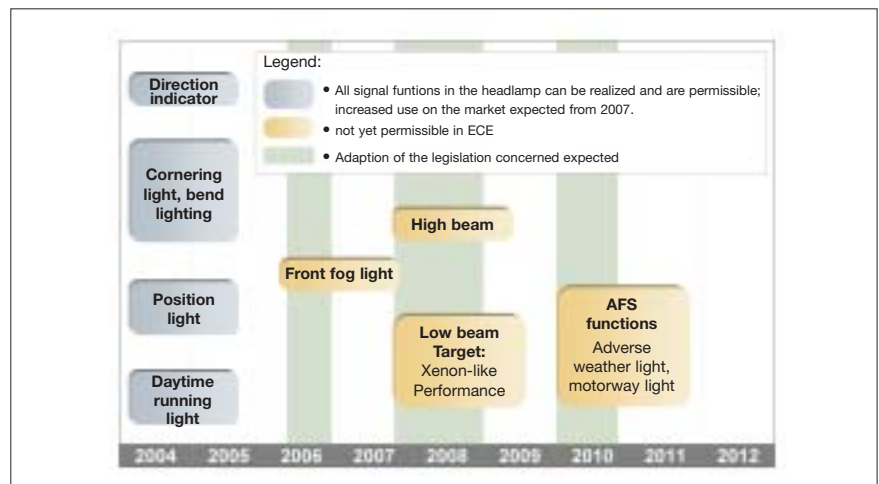 Legend:
• All signal funtions in the headlamp can be realized and are permissible;
increased use on the market expected from 2007.
• not yet permissible in ECE
• Adaption of the legislation concerned expected
Direction
indicator
Cornering
light, bend
lighting
Position
light
Daytime
running
light
Front fog light
High beam
Low beam
Target:
Xenon-like
Performance
AFS
functions
Adverse
weather light,
motorway light
2004 2005 2006 2007 2008 2009 2010 2011 2012